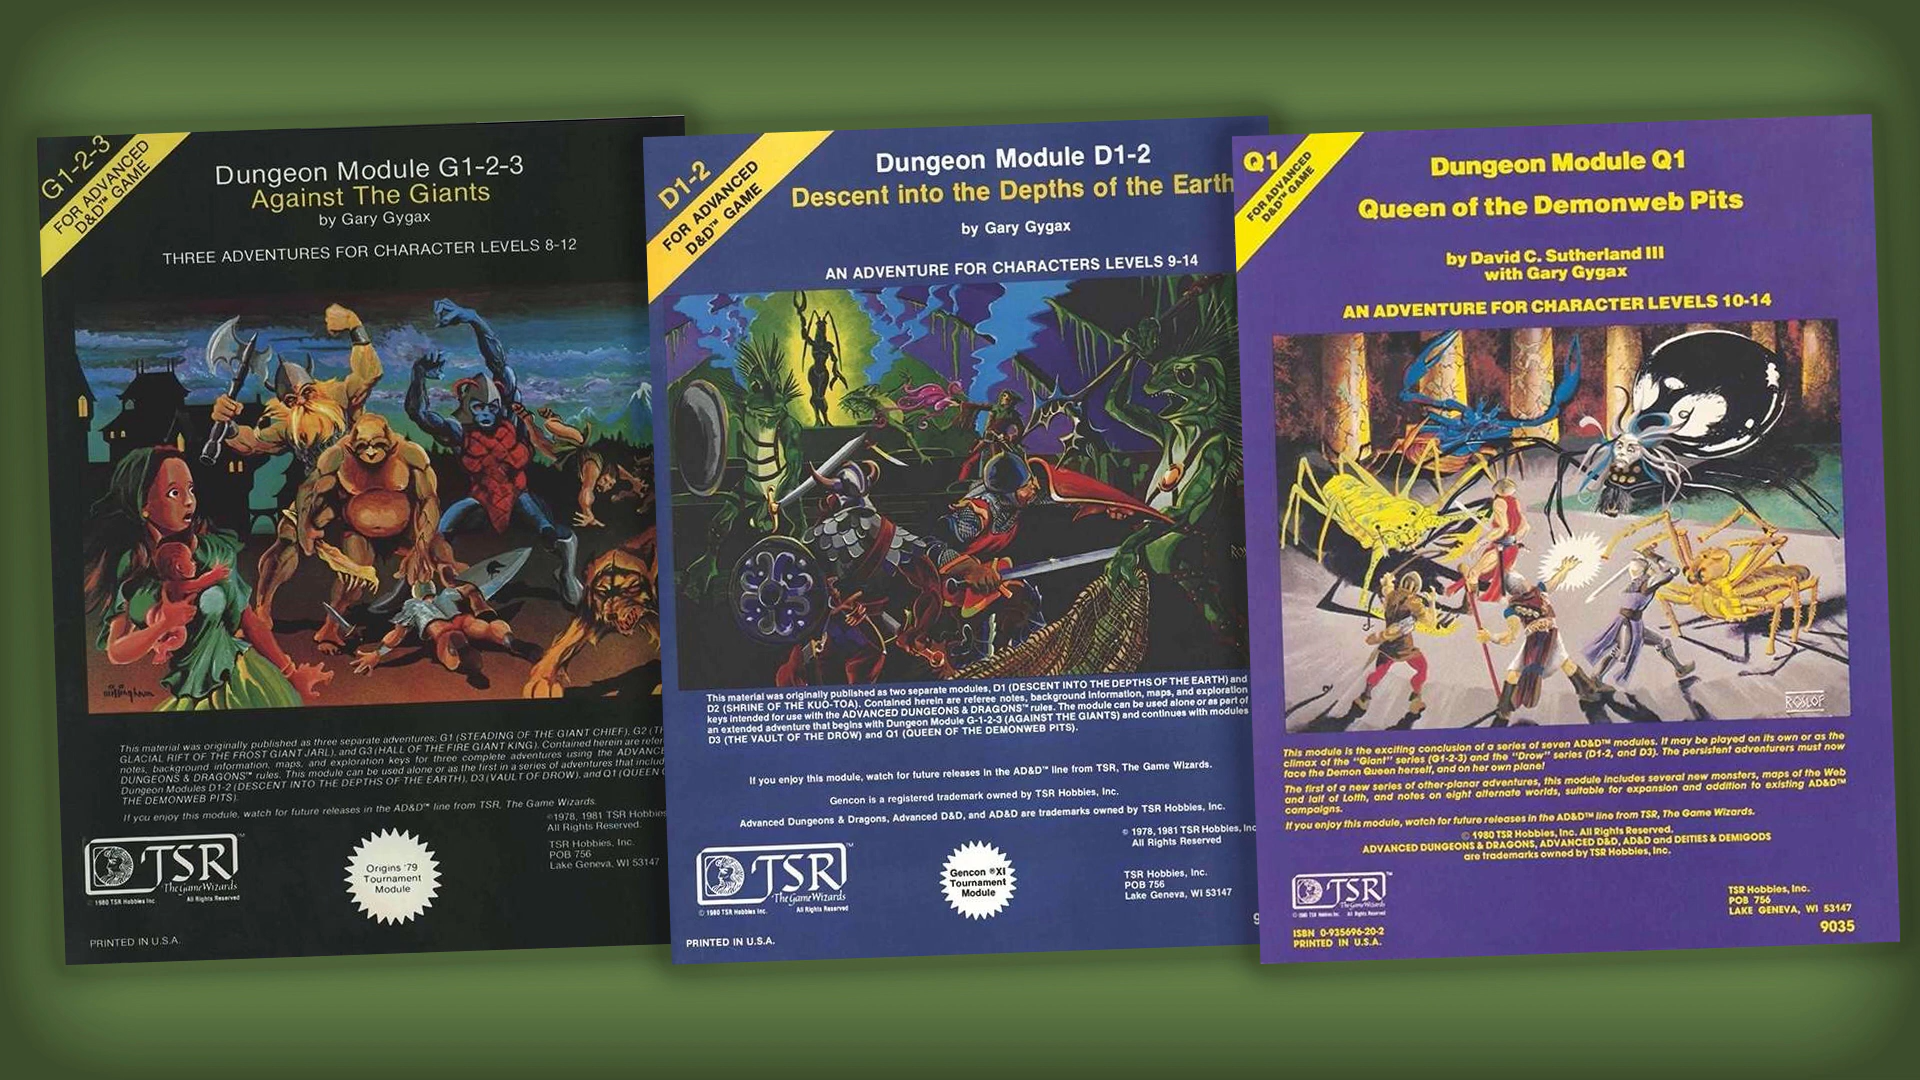 G1-2-3
FOR ADVANCED
D&D™ GAME
Dungeon Module G1-2-3
Against The Giants
by Gary Gygax
THREE ADVENTURES FOR CHARACTER LEVELS 8-12
This material was originally published as three separate adventures; G1 (STEADING OF THE GIANT CHIEF), G2 (TH
GLACIAL RIFT OF THE FROST GIANT JARL), and G3 (HALL OF THE FIRE GIANT KING). Contained herein are refer
notes, background information, maps, and exploration keys for three complete adventures using the ADVANCE
DUNGEONS & DRAGONS™ rules. This module can be used alone or as the first in a series of adventures that includ
Dungeon Modules D1-2 (DESCENT INTO THE DEPTHS OF THE EARTH), D3 (VAULT OF DROW), and Q1 (QUEEN O
THE DEMONWEB PITS).
If you enjoy this module, watch for future releases in the AD&D™ line from TSR, The Game Wizards.
©1978, 1981 TSR Hobbies
All Rights Reserved.
TSR Hobbies, Inc.
POB 756
Lake Geneva, WI 53147
TSR™
The Game Wizards
© 1980 TSR Hobbies Inc. All Rights Reserved
Origins '79
Tournament
Module
PRINTED IN U.S.A.
D1-2
FOR ADVANCED
D&D™ GAME
Dungeon Module D1-2
Descent into the Depths of the Earth
by Gary Gygax
AN ADVENTURE FOR CHARACTERS LEVELS 9-14
This material was originally published as two separate modules, D1 (DESCENT INTO THE DEPTHS OF THE EARTH) and
D2 (SHRINE OF THE KUO-TOA). Contained herein are referee notes, background information, maps, and exploration
keys intended for use with the ADVANCED DUNGEONS & DRAGONS™ rules. The module can be used alone or as part of
an extended adventure that begins with Dungeon Module G-1-2-3 (AGAINST THE GIANTS) and continues with modules
D3 (THE VAULT OF THE DROW) and Q1 (QUEEN OF THE DEMONWEB PITS).
If you enjoy this module, watch for future releases in the AD&D™ line from TSR, The Game Wizards.
Gencon is a registered trademark owned by TSR Hobbies, Inc.
Advanced Dungeons & Dragons, Advanced D&D, and AD&D are trademarks owned by TSR Hobbies, Inc.
© 1978, 1981 TSR Hobbies, Inc
All Rights Reserved
TSR Hobbies, Inc.
POB 756
Lake Geneva, WI 53147
TSR™
The Game Wizards
© 1980 TSR Hobbies Inc. All Rights Reserved
Gencon ® XI
Tournament
Module
PRINTED IN U.S.A.
Q1
FOR ADVANCED
D&D™ GAME
Dungeon Module Q1
Queen of the Demonweb Pits
by David C. Sutherland III
with Gary Gygax
AN ADVENTURE FOR CHARACTER LEVELS 10-14
ROSLOF
This module is the exciting conclusion of a series of seven AD&D™ modules. It may be played on its own or as the
climax of the "Giant" series (G1-2-3) and the "Drow" series (D1-2, and D3). The persistent adventurers must now
face the Demon Queen herself, and on her own plane!
The first of a new series of other-planar adventures, this module includes several new monsters, maps of the Web
and lair of Lolth, and notes on eight alternate worlds, suitable for expansion and addition to existing AD&D™
campaigns.
If you enjoy this module, watch for future releases in the AD&D™ line from TSR, The Game Wizards.
© 1980 TSR Hobbies, Inc. All Rights Reserved.
ADVANCED DUNGEONS & DRAGONS, ADVANCED D&D, AD&D and DEITIES & DEMIGODS
are trademarks owned by TSR Hobbies, Inc.
TSR™
The Game Wizards
TSR Hobbies, Inc.
POB 756
LAKE GENEVA, WI 53147
9035
ISBN 0-935696-20-2
PRINTED IN U.S.A.